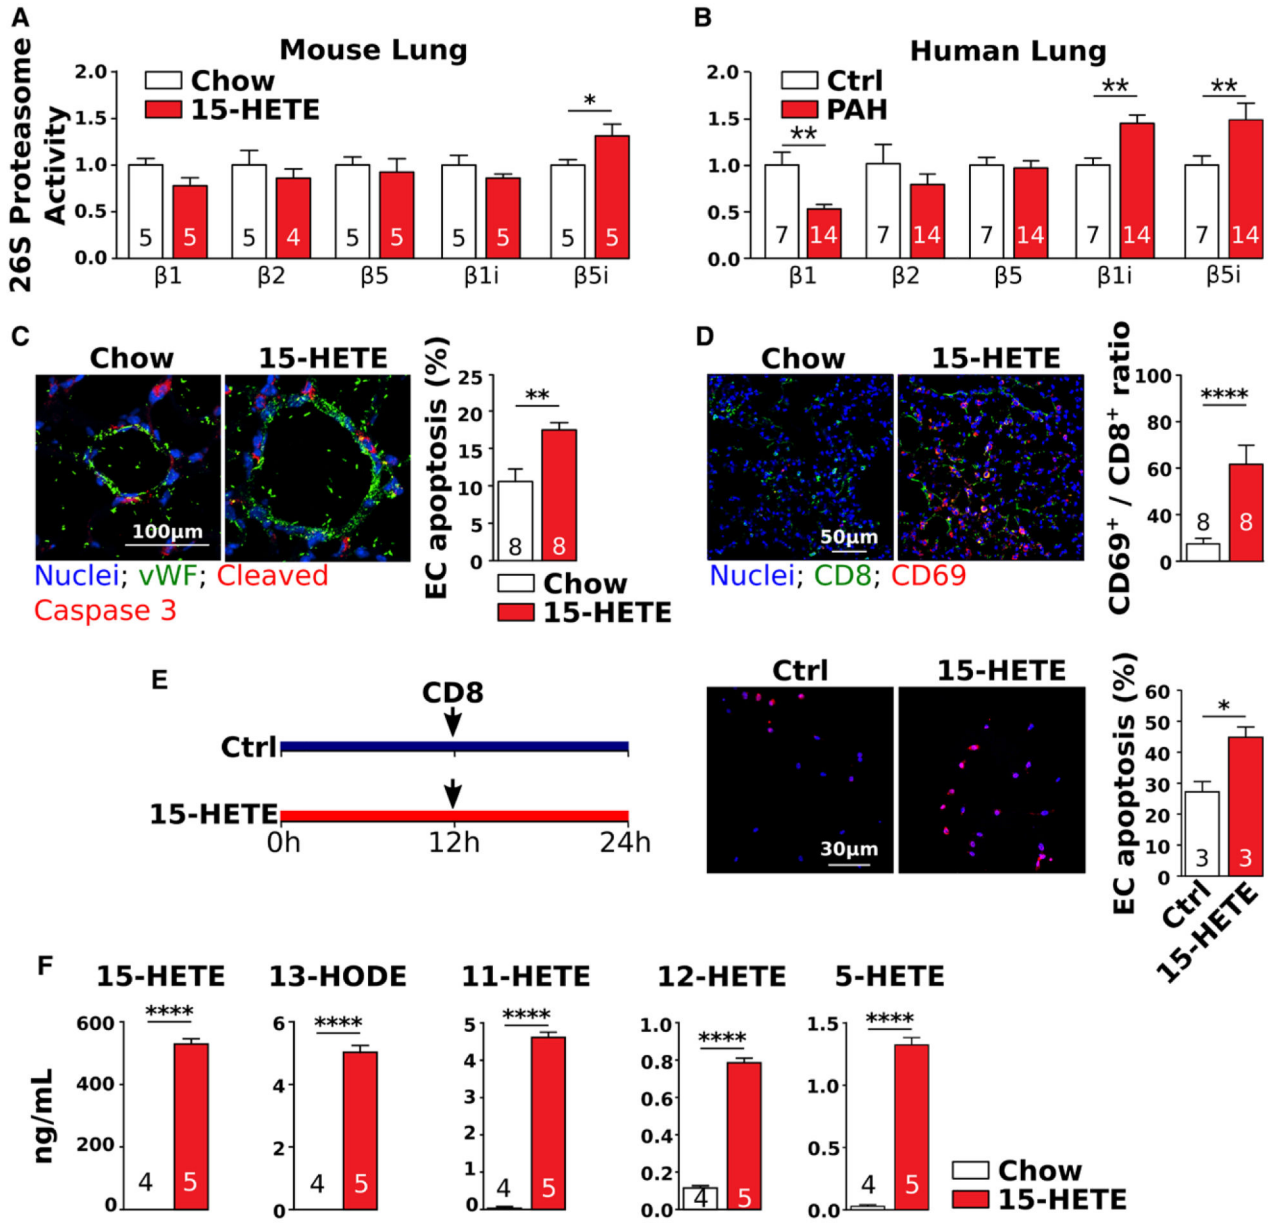 A
Mouse Lung
26S Proteasome
Activity
2.0
1.5
1.0
0.5
0.0
Chow
15-HETE
*
5 5 5 4 5 5 5 5 5 5
β1 β2 β5 β1i β5i
B
Human Lung
2.0
1.5
1.0
0.5
0.0
Ctrl
PAH
** ** **
7 14 7 14 7 14 7 14 7 14
β1 β2 β5 β1i β5i
C
Chow 15-HETE
100µm
Nuclei; vWF; Cleaved
Caspase 3
EC apoptosis (%)
25
20
15
10
5
0
**
8 8
Chow
15-HETE
D
Chow 15-HETE
50µm
Nuclei; CD8; CD69
CD69⁺ / CD8⁺ ratio
100
80
60
40
0
****
8 8
E
CD8
Ctrl
15-HETE
0h 12h 24h
Ctrl 15-HETE
30µm
EC apoptosis (%)
60
50
40
30
20
10
0
*
3 3
Ctrl
15-HETE
F
ng/mL
15-HETE
600
400
200
0
****
4 5
13-HODE
6
4
2
0
****
4 5
11-HETE
5
4
3
2
1
0
****
4 5
12-HETE
1.0
0.8
0.6
0.4
0.2
0.0
****
4 5
5-HETE
1.5
1.0
0.5
0.0
****
4 5
Chow
15-HETE